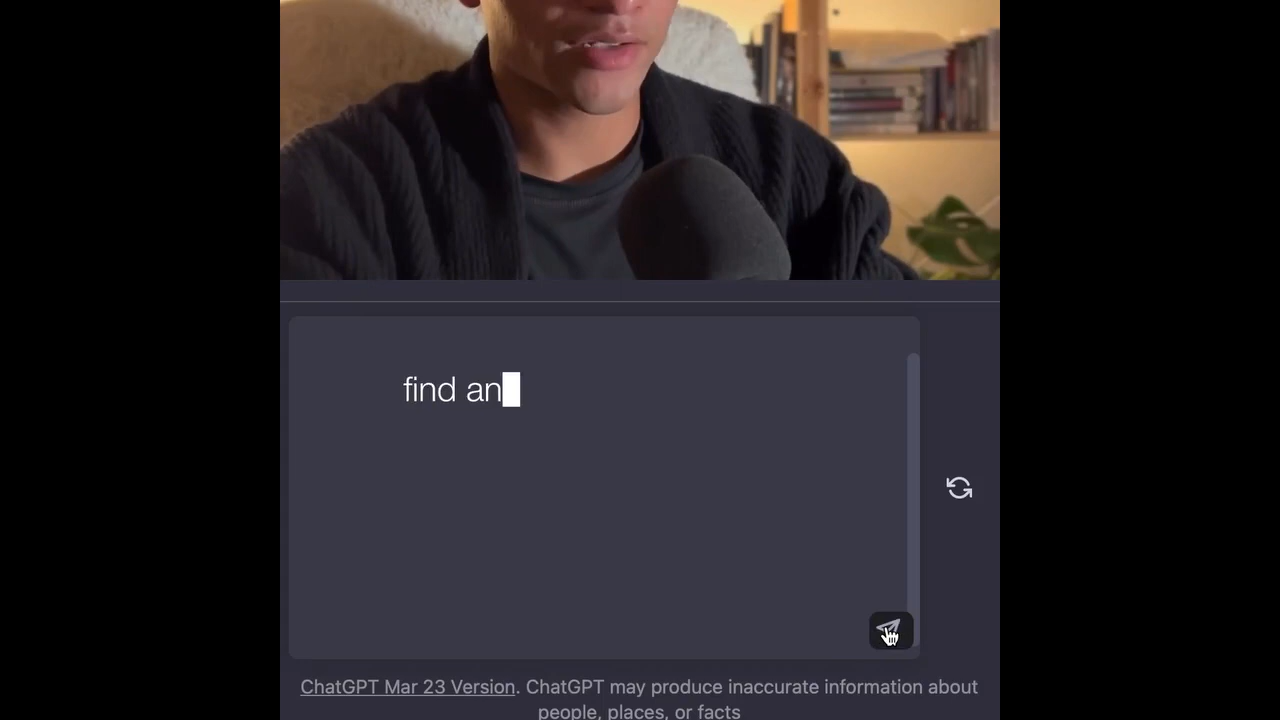 find an
ChatGPT Mar 23 Version. ChatGPT may produce inaccurate information about
people, places, or facts